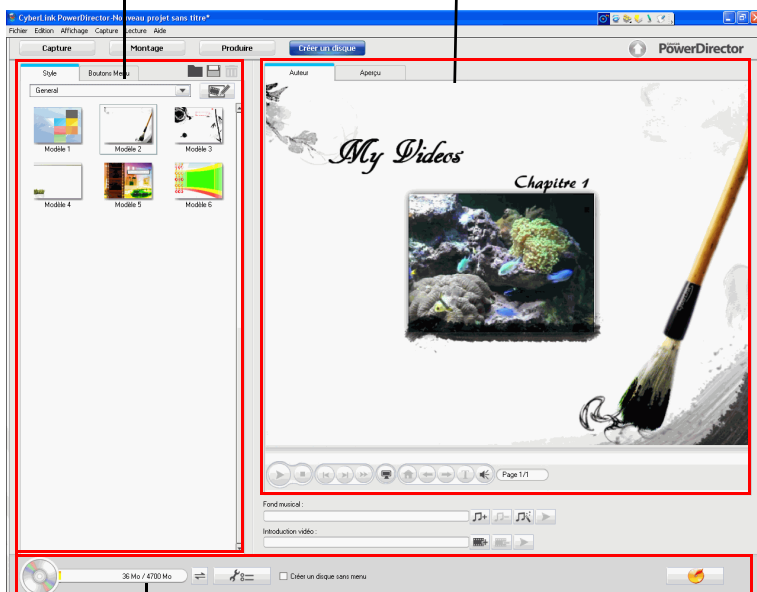 CyberLink PowerDirector-Nouveau projet sans titre*
Fichier Edition Affichage Capture Lecture Aide
Capture Montage Produire Créer un disque PowerDirector
Style Boutons Menu
General
Modèle 1 Modèle 2 Modèle 3
Modèle 4 Modèle 5 Modèle 6
Auteur Aperçu
My Videos
Chapitre 1
Page 1/1
Fond musical :
Introduction vidéo :
36 Mo / 4700 Mo
Créer un disque sans menu